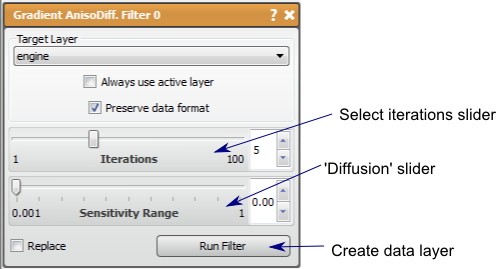 Gradient AnisoDiff. Filter 0 ?
Target Layer
engine
Always use active layer
Preserve data format
Select iterations slider
5
1 Iterations 100
'Diffusion' slider
0.00
0.001 Sensitivity Range 1
Replace Run Filter
Create data layer